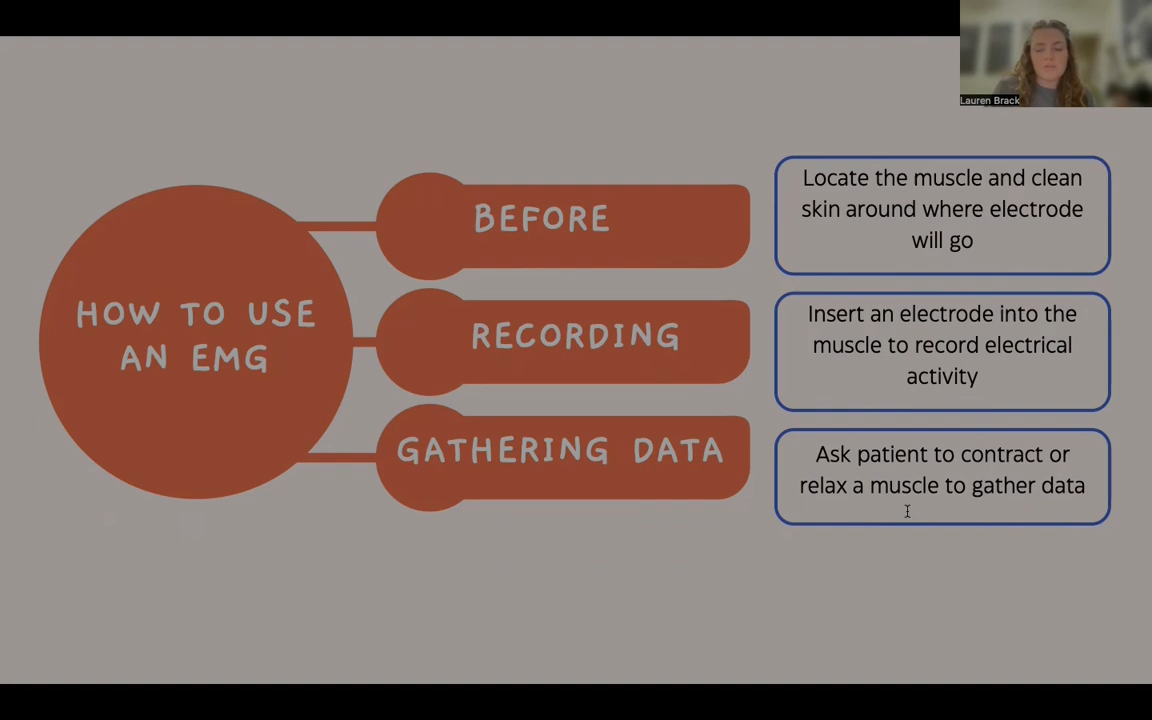 Lauren Brack
HOW TO USE
AN EMG
BEFORE
Locate the muscle and clean
skin around where electrode
will go
RECORDING
Insert an electrode into the
muscle to record electrical
activity
GATHERING DATA
Ask patient to contract or
relax a muscle to gather data